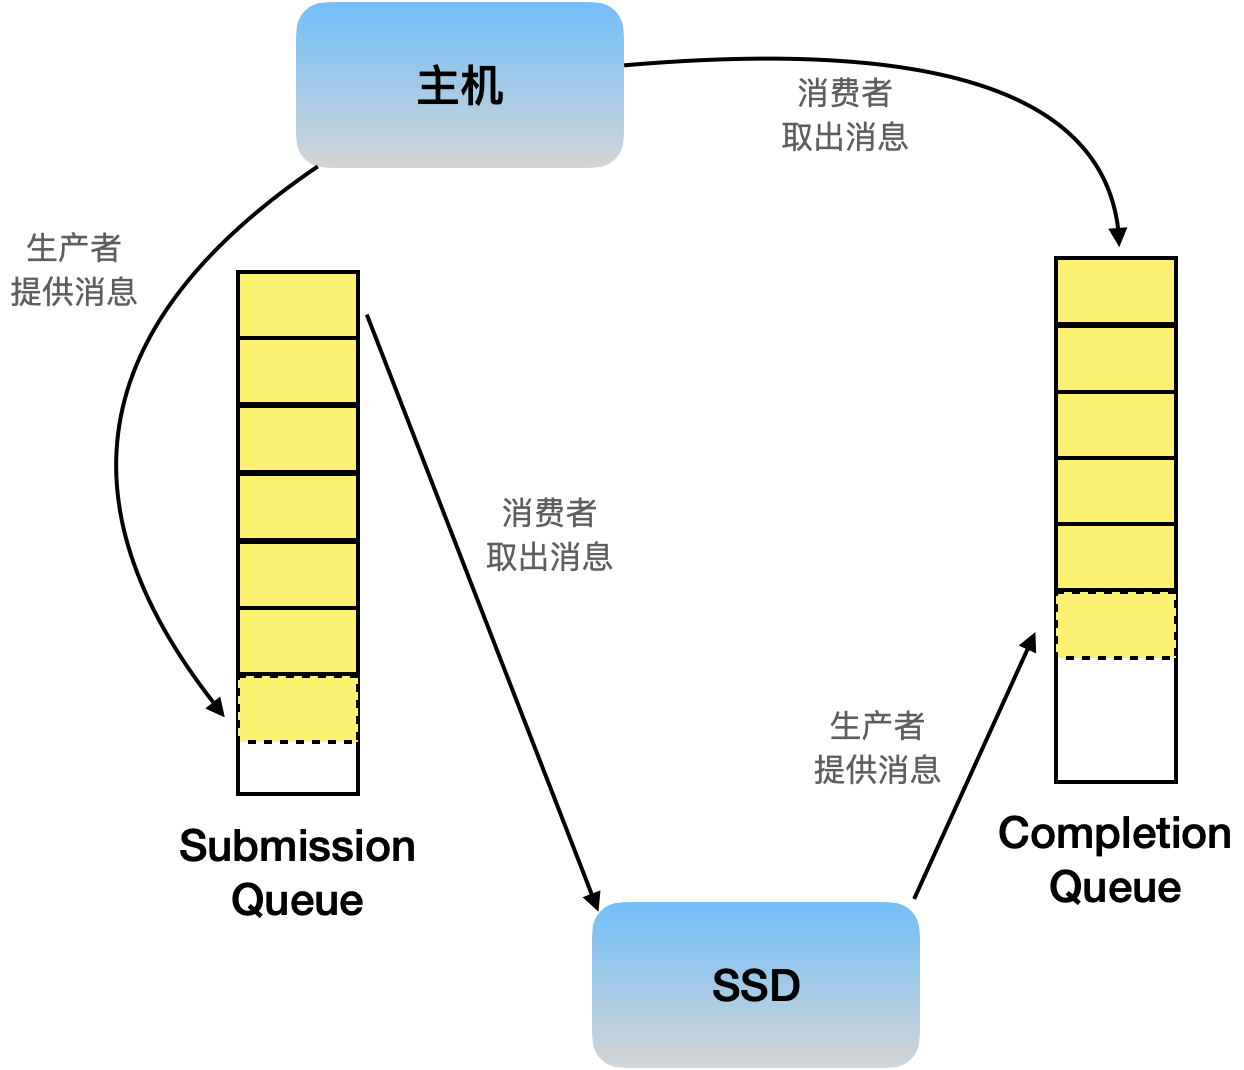 主机
消费者
取出消息
生产者
提供消息
消费者
取出消息
生产者
提供消息
Submission
Queue
Completion
Queue
SSD